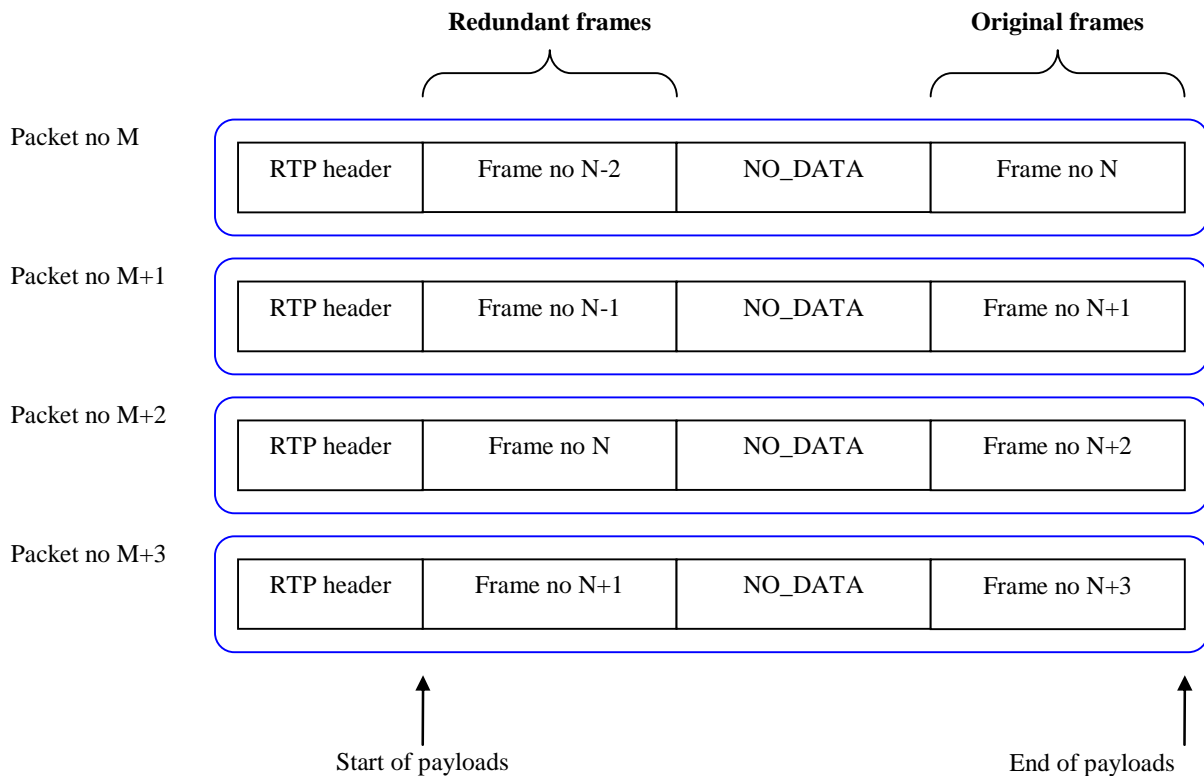 Redundant frames Original frames
Packet no M
RTP header Frame no N-2 NO_DATA Frame no N
Packet no M+1
RTP header Frame no N-1 NO_DATA Frame no N+1
Packet no M+2
RTP header Frame no N NO_DATA Frame no N+2
Packet no M+3
RTP header Frame no N+1 NO_DATA Frame no N+3
Start of payloads End of payloads